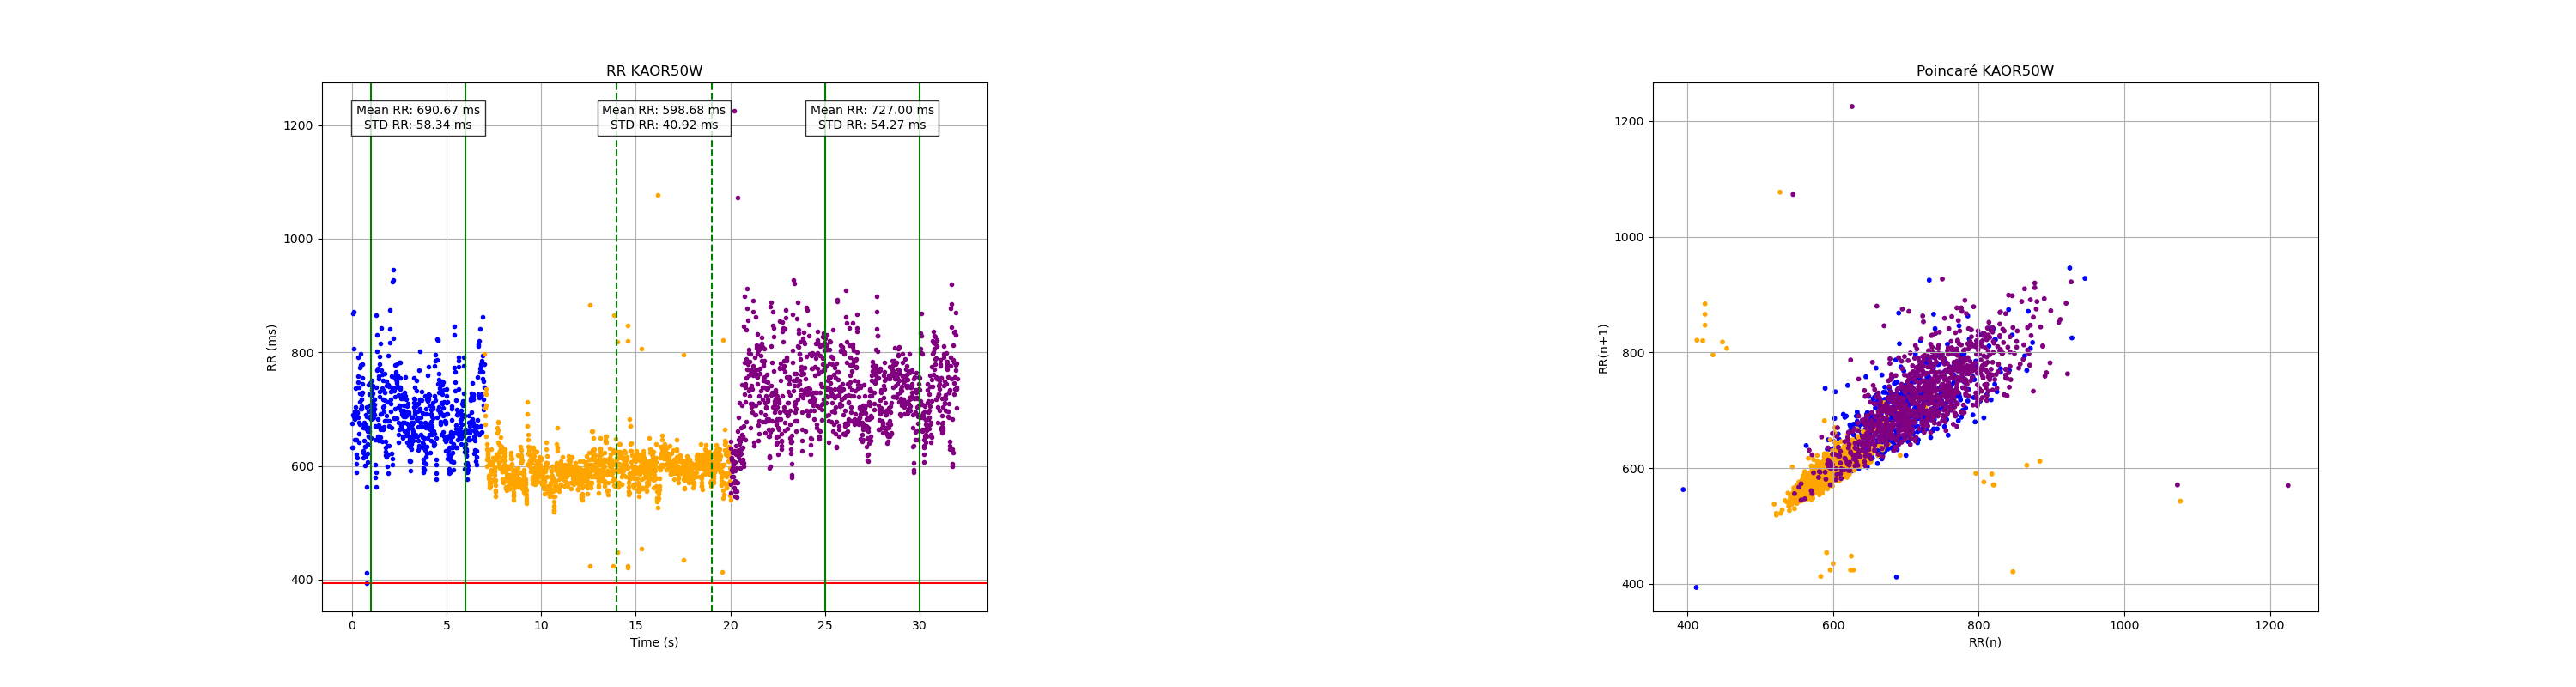 RR KAOR50W
Mean RR: 690.67 ms
STD RR: 58.34 ms
Mean RR: 598.68 ms
STD RR: 40.92 ms
Mean RR: 727.00 ms
STD RR: 54.27 ms
RR (ms)
1200
1000
800
600
400
0 5 10 15 20 25 30
Time (s)
Poincaré KAOR50W
RR(n+1)
1200
1000
800
600
400
400 600 800 1000 1200
RR(n)